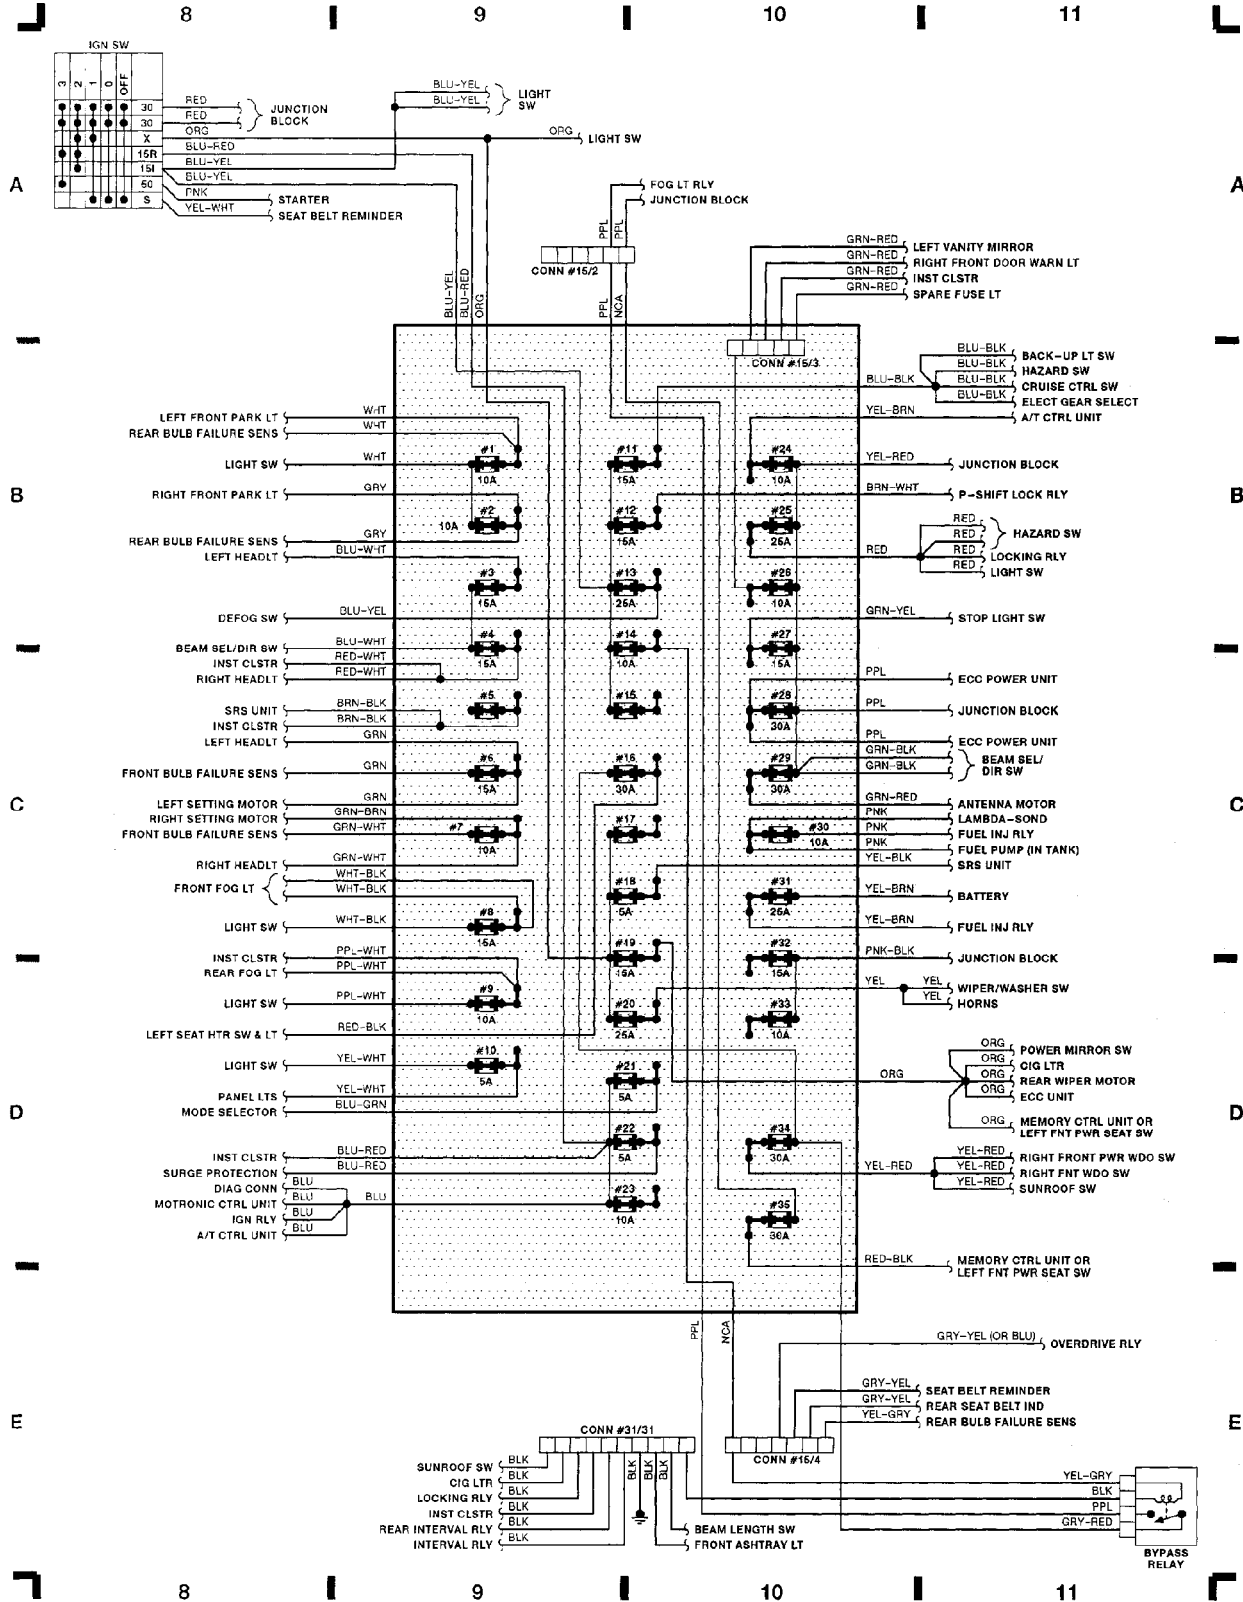 8 9 10 11
IGN SW
3 2 1 0 OFF
30 RED
30 RED
JUNCTION
BLOCK
X ORG
15R BLU-RED
15I BLU-YEL
BLU-YEL
50 PNK STARTER
S YEL-WHT SEAT BELT REMINDER
BLU-YEL
BLU-YEL
LIGHT
SW
ORG LIGHT SW
A
A
FOG LT RLY
JUNCTION BLOCK
PPL
PPL
CONN #15/2
BLU-YEL
BLU-RED
ORG
PPL
NCA
GRN-RED LEFT VANITY MIRROR
GRN-RED RIGHT FRONT DOOR WARN LT
GRN-RED INST CLSTR
GRN-RED SPARE FUSE LT
CONN #15/3
BLU-BLK
BLU-BLK BACK-UP LT SW
BLU-BLK HAZARD SW
BLU-BLK CRUISE CTRL SW
BLU-BLK ELECT GEAR SELECT
YEL-BRN A/T CTRL UNIT
YEL-RED JUNCTION BLOCK
BRN-WHT P-SHIFT LOCK RLY
RED
RED
RED
HAZARD SW
RED LOCKING RLY
RED LIGHT SW
GRN-YEL STOP LIGHT SW
PPL ECC POWER UNIT
PPL JUNCTION BLOCK
PPL ECC POWER UNIT
GRN-BLK
GRN-BLK
BEAM SEL/
DIR SW
GRN-RED ANTENNA MOTOR
PNK LAMBDA-SOND
PNK FUEL INJ RLY
PNK FUEL PUMP (IN TANK)
YEL-BLK SRS UNIT
YEL-BRN BATTERY
YEL-BRN FUEL INJ RLY
PNK-BLK JUNCTION BLOCK
YEL
YEL WIPER/WASHER SW
YEL HORNS
ORG
ORG POWER MIRROR SW
ORG CIG LTR
ORG REAR WIPER MOTOR
ORG ECC UNIT
ORG MEMORY CTRL UNIT OR
LEFT FNT PWR SEAT SW
YEL-RED
YEL-RED RIGHT FRONT PWR WDO SW
YEL-RED RIGHT FNT WDO SW
YEL-RED SUNROOF SW
RED-BLK MEMORY CTRL UNIT OR
LEFT FNT PWR SEAT SW
LEFT FRONT PARK LT WHT
REAR BULB FAILURE SENS WHT
LIGHT SW WHT
B
B
RIGHT FRONT PARK LT GRY
REAR BULB FAILURE SENS GRY
LEFT HEADLT BLU-WHT
DEFOG SW BLU-YEL
BEAM SEL/DIR SW BLU-WHT
INST CLSTR RED-WHT
RIGHT HEADLT RED-WHT
SRS UNIT BRN-BLK
INST CLSTR BRN-BLK
LEFT HEADLT GRN
FRONT BULB FAILURE SENS GRN
C
C
LEFT SETTING MOTOR GRN
RIGHT SETTING MOTOR GRN-BRN
FRONT BULB FAILURE SENS GRN-WHT
RIGHT HEADLT GRN-WHT
FRONT FOG LT WHT-BLK
WHT-BLK
LIGHT SW WHT-BLK
INST CLSTR PPL-WHT
REAR FOG LT PPL-WHT
LIGHT SW PPL-WHT
LEFT SEAT HTR SW & LT RED-BLK
LIGHT SW YEL-WHT
PANEL LTS YEL-WHT
MODE SELECTOR BLU-GRN
D
D
INST CLSTR BLU-RED
SURGE PROTECTION BLU-RED
DIAG CONN BLU
MOTRONIC CTRL UNIT BLU BLU
IGN RLY BLU
A/T CTRL UNIT BLU
#1 10A
#2 10A
#3 15A
#4 15A
#5
#6 15A
#7 10A
#8 15A
#9 10A
#10 5A
#11 15A
#12 15A
#13 25A
#14 10A
#15
#16 30A
#17
#18 5A
#19 15A
#20 25A
#21 5A
#22 5A
#23 10A
#24 10A
#25 25A
#26 10A
#27 15A
#28 30A
#29 30A
#30 10A
#31 25A
#32 15A
#33 10A
#34 30A
#35 30A
PPL
NCA
GRY-YEL (OR BLU) OVERDRIVE RLY
GRY-YEL SEAT BELT REMINDER
GRY-YEL REAR SEAT BELT IND
YEL-GRY REAR BULB FAILURE SENS
E
E
CONN #31/31
CONN #15/4
SUNROOF SW BLK
CIG LTR BLK
LOCKING RLY BLK
INST CLSTR BLK
REAR INTERVAL RLY BLK
INTERVAL RLY BLK
BLK
BLK
BLK
BEAM LENGTH SW
FRONT ASHTRAY LT
YEL-GRY
BLK
PPL
GRY-RED
BYPASS
RELAY
8 9 10 11